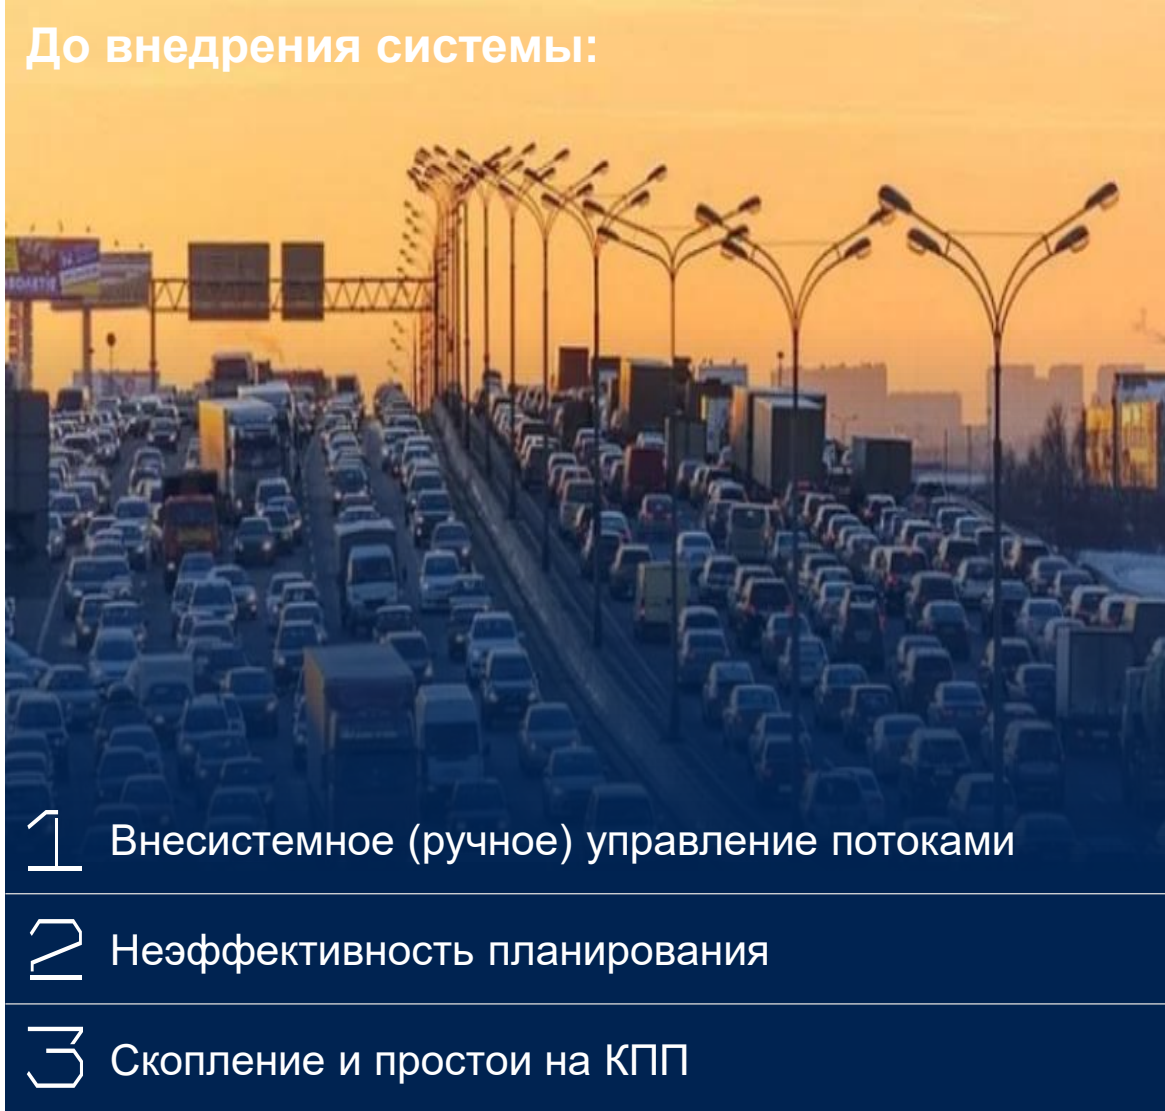 До внедрения системы:
1 Внесистемное (ручное) управление потоками
2 Неэффективность планирования
3 Скопление и простои на КПП